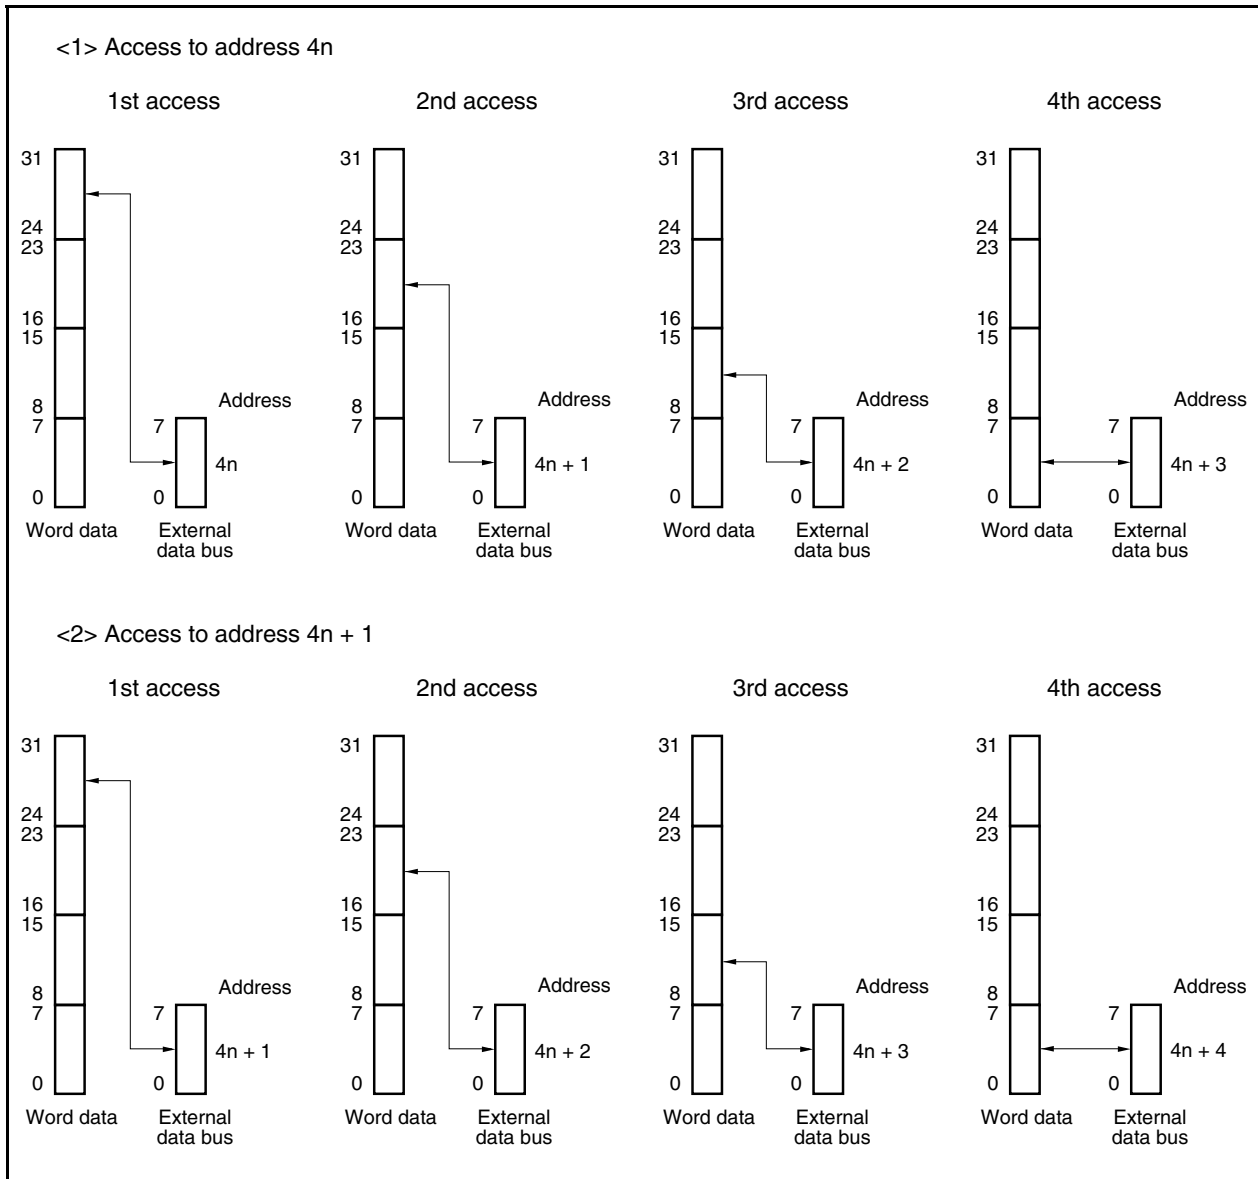 <1> Access to address 4n
1st access 2nd access 3rd access 4th access
31 31 31 31
24 24 24 24
23 23 23 23
16 16 16 16
15 15 15 15
Address Address Address Address
8 8 8 8
7 7 7 7 7 7 7 7
4n 4n + 1 4n + 2 4n + 3
0 0 0 0 0 0 0 0
Word data External Word data External Word data External Word data External
data bus data bus data bus data bus
<2> Access to address 4n + 1
1st access 2nd access 3rd access 4th access
31 31 31 31
24 24 24 24
23 23 23 23
16 16 16 16
15 15 15 15
Address Address Address Address
8 8 8 8
7 7 7 7 7 7 7 7
4n + 1 4n + 2 4n + 3 4n + 4
0 0 0 0 0 0 0 0
Word data External Word data External Word data External Word data External
data bus data bus data bus data bus